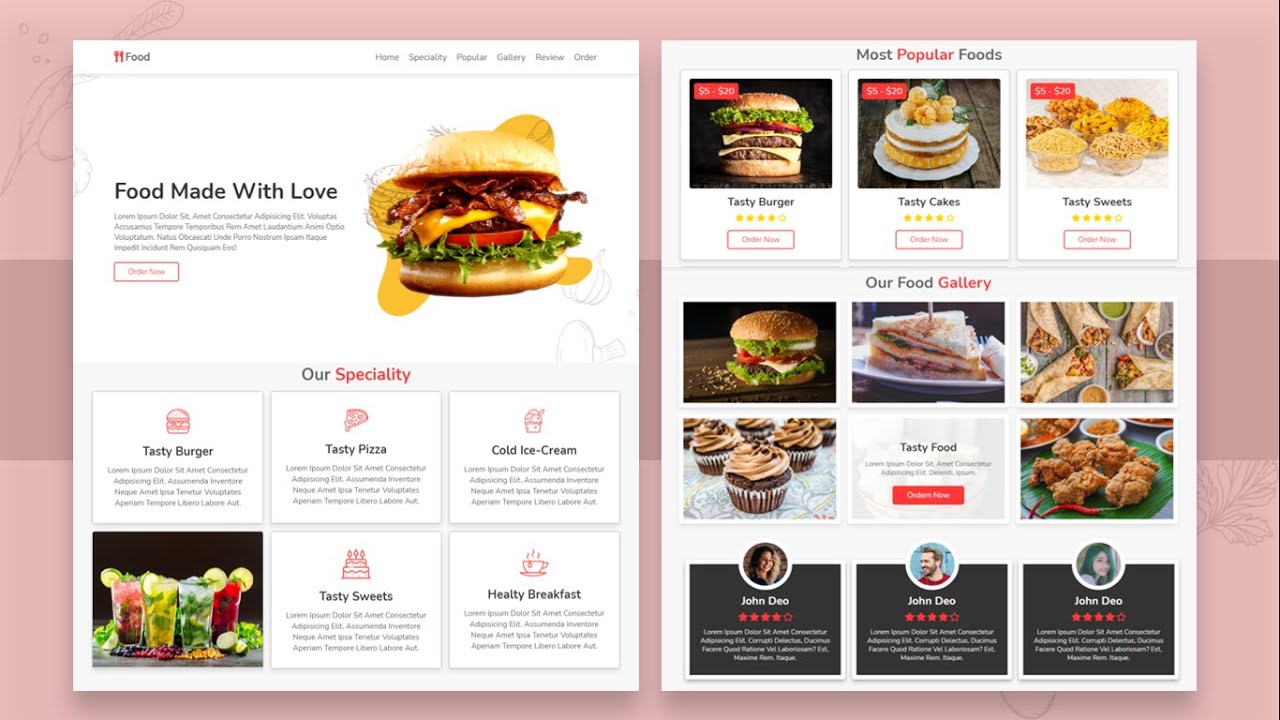 Food
Home Speciality Popular Gallery Review Order
Food Made With Love
Lorem Ipsum Dolor Sit, Amet Consectetur Adipisicing Elit. Voluptas
Accusamus Tempore Temporibus Rem Amet Laudantium Animi Optio
Voluptatum. Natus Obcaecati Unde Porro Nostrum Ipsam Itaque
Impedit Incidunt Rem Quisquam Eos!
Order Now
Our Speciality
Tasty Burger
Lorem Ipsum Dolor Sit Amet Consectetur
Adipisicing Elit. Assumenda Inventore
Neque Amet Ipsa Tenetur Voluptates
Aperiam Tempore Libero Labore Aut.
Tasty Pizza
Lorem Ipsum Dolor Sit Amet Consectetur
Adipisicing Elit. Assumenda Inventore
Neque Amet Ipsa Tenetur Voluptates
Aperiam Tempore Libero Labore Aut.
Cold Ice-Cream
Lorem Ipsum Dolor Sit Amet Consectetur
Adipisicing Elit. Assumenda Inventore
Neque Amet Ipsa Tenetur Voluptates
Aperiam Tempore Libero Labore Aut.
Tasty Sweets
Lorem Ipsum Dolor Sit Amet Consectetur
Adipisicing Elit. Assumenda Inventore
Neque Amet Ipsa Tenetur Voluptates
Aperiam Tempore Libero Labore Aut.
Healty Breakfast
Lorem Ipsum Dolor Sit Amet Consectetur
Adipisicing Elit. Assumenda Inventore
Neque Amet Ipsa Tenetur Voluptates
Aperiam Tempore Libero Labore Aut.
Most Popular Foods
$5 - $20
Tasty Burger
Order Now
$5 - $20
Tasty Cakes
Order Now
$5 - $20
Tasty Sweets
Order Now
Our Food Gallery
Tasty Food
Lorem Ipsum Dolor Sit Amet Consectetur
Adipisicing Elit. Deleniti, Ipsum.
Ordern Now
John Deo
Lorem Ipsum Dolor Sit Amet Consectetur
Adipisicing Elit. Corrupti Delectus, Ducimus
Facere Quod Ratione Vel Laboriosam? Est,
Maxime Rem. Itaque.
John Deo
Lorem Ipsum Dolor Sit Amet Consectetur
Adipisicing Elit. Corrupti Delectus, Ducimus
Facere Quod Ratione Vel Laboriosam? Est,
Maxime Rem. Itaque.
John Deo
Lorem Ipsum Dolor Sit Amet Consectetur
Adipisicing Elit. Corrupti Delectus, Ducimus
Facere Quod Ratione Vel Laboriosam? Est,
Maxime Rem. Itaque.